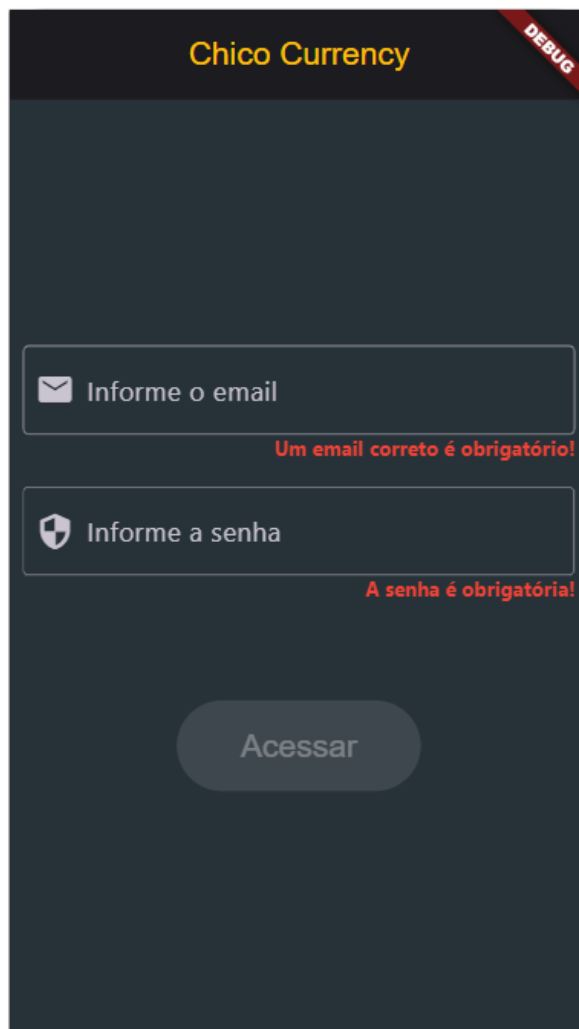 Chico Currency
DEBUG
Informe o email
Um email correto é obrigatório!
Informe a senha
A senha é obrigatória!
Acessar